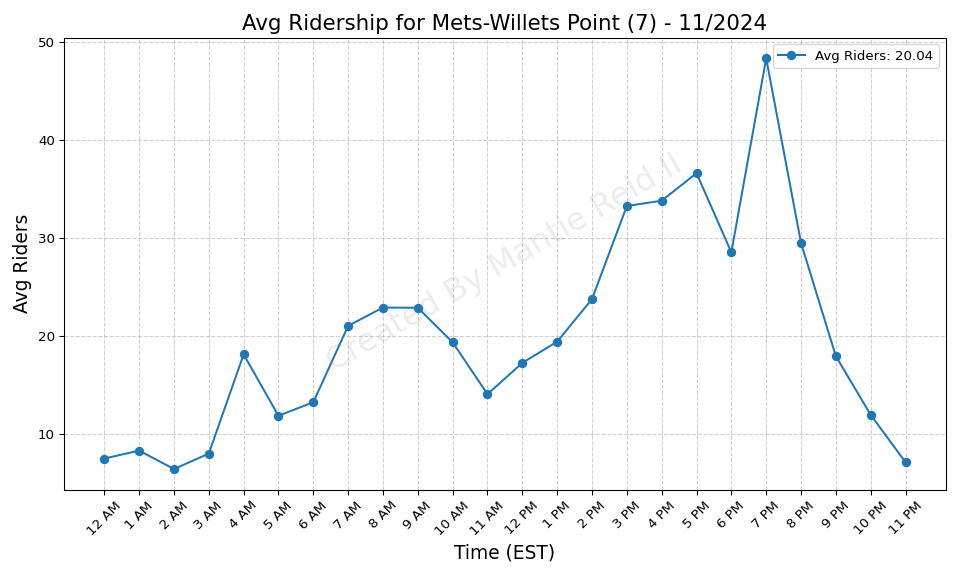 Avg Ridership for Mets-Willets Point (7) - 11/2024
Avg Riders: 20.04
50
40
30
20
10
Avg Riders
Created By Mantie Reid II
12 AM
1 AM
2 AM
3 AM
4 AM
5 AM
6 AM
7 AM
8 AM
9 AM
10 AM
11 AM
12 PM
1 PM
2 PM
3 PM
4 PM
5 PM
6 PM
7 PM
8 PM
9 PM
10 PM
11 PM
Time (EST)